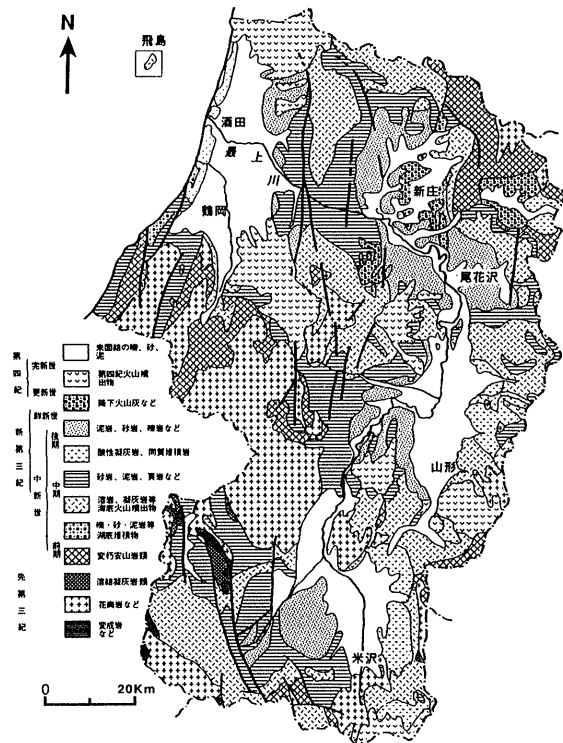 N
飛島
酒田
最上川
鶴岡
新庄
尾花沢
山形
米沢
第四紀
完新世
更新世
新第三紀
鮮新世
中新世
後期
中期
前期
先第三紀
未固結の礫、砂、
泥
第四紀火山噴
出物
降下火山灰など
泥岩、砂岩、礫岩など
酸性凝灰岩、同質堆積岩
砂岩、泥岩、頁岩など
溶岩、凝灰岩等
海底火山噴出物
礫・砂・泥岩等
湖底堆積物
変朽安山岩類
溶結凝灰岩類
花崗岩など
変成岩
など
0 20Km